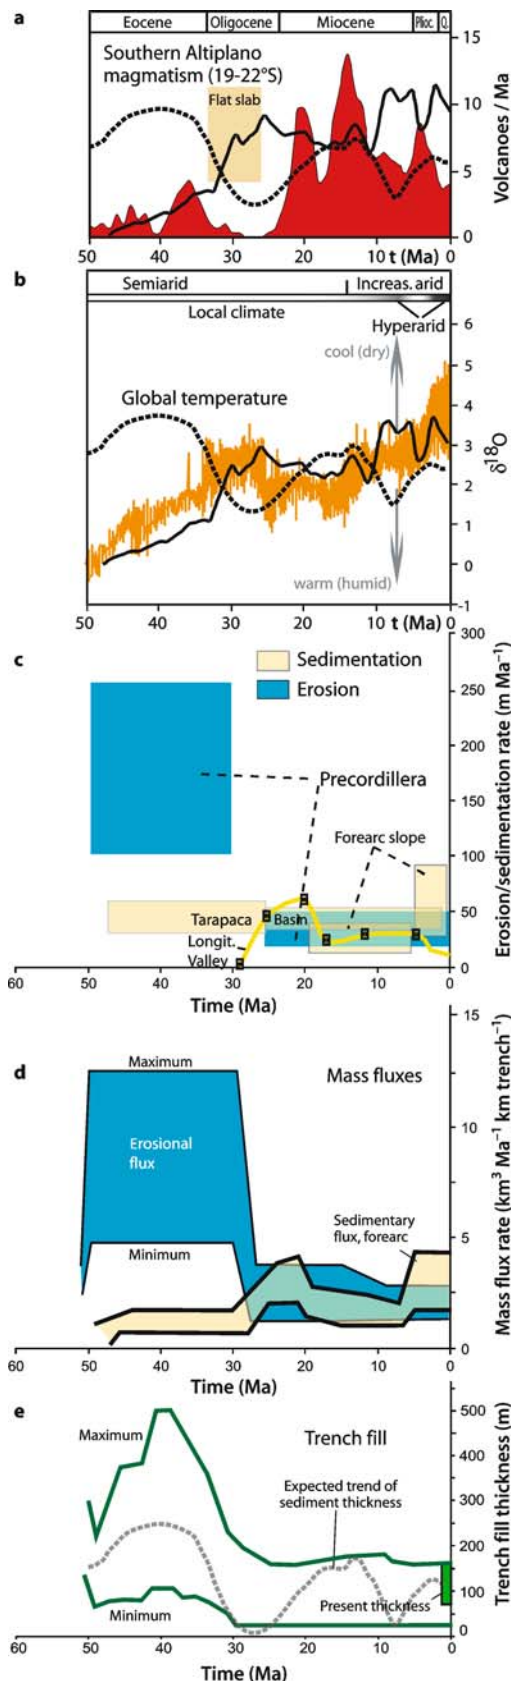 a
Eocene Oligocene Miocene Plioc. Q.
Southern Altiplano
magmatism (19-22°S)
Flat slab
15
10
5
0
Volcanoes / Ma
50 40 30 20 10 t (Ma) 0
b
Semiarid Increas. arid
Local climate
Hyperarid
cool (dry)
Global temperature
warm (humid)
6
5
4
3
2
1
0
-1
δ18O
50 40 30 20 10 t (Ma) 0
c
Sedimentation
Erosion
Precordillera
Forearc slope
Tarapaca Basin
Longit.
Valley
300
250
200
150
100
50
0
Erosion/sedimentation rate (m Ma−1)
60 50 40 30 20 10 0
Time (Ma)
d
Maximum
Mass fluxes
Erosional
flux
Minimum
Sedimentary
flux, forearc
15
10
5
0
Mass flux rate (km3 Ma−1 km trench−1)
60 50 40 30 20 10 0
Time (Ma)
e
Maximum
Trench fill
Expected trend of
sediment thickness
Present thickness
Minimum
500
400
300
200
100
0
Trench fill thickness (m)
60 50 40 30 20 10 0
Time (Ma)